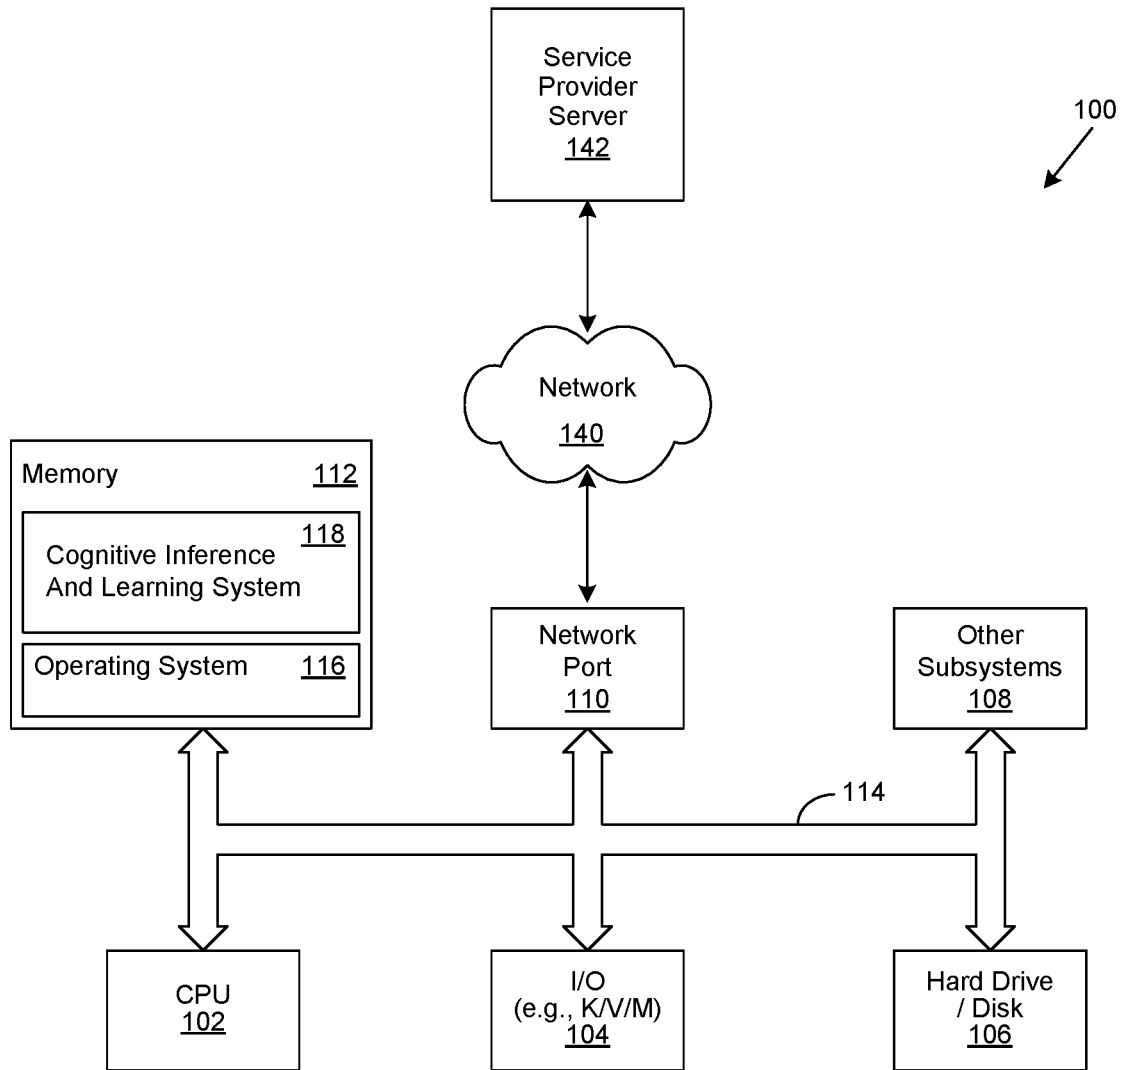 Service
Provider
Server
142
100
Network
140
Memory 112
118
Cognitive Inference
And Learning System
Operating System 116
Network
Port
110
Other
Subsystems
108
114
CPU
102
I/O
(e.g., K/V/M)
104
Hard Drive
/ Disk
106